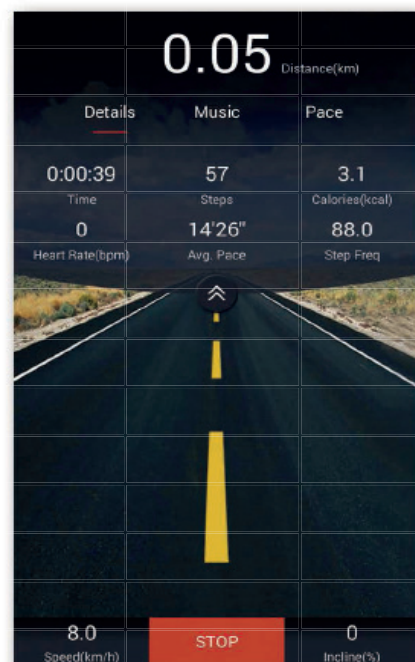 0.05 Distance(km)
Details Music Pace
0:00:39 57 3.1
Time Steps Calories(kcal)
0 14'26" 88.0
Heart Rate(bpm) Avg. Pace Step Freq
8.0 STOP 0
Speed(km/h) Incline(%)